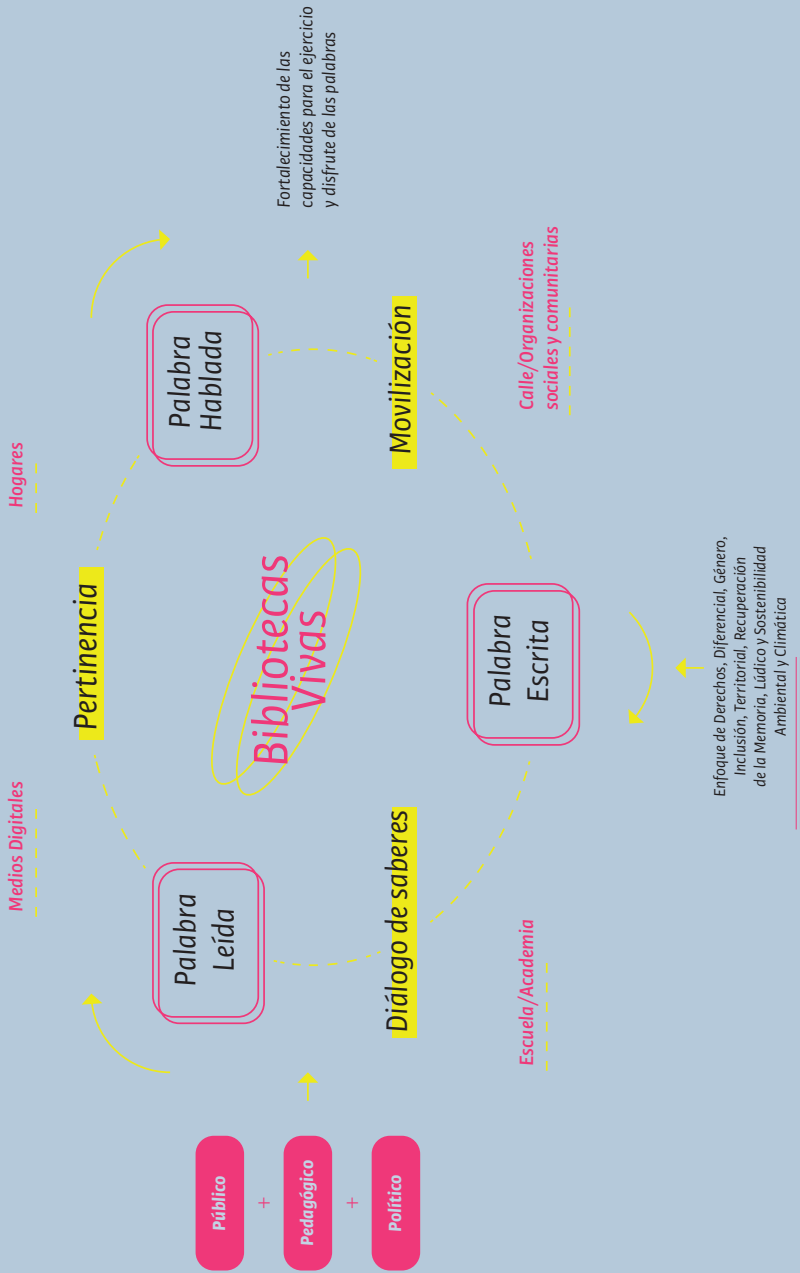 Medios Digitales
Hogares
Pertinencia
Palabra
Leída
Palabra
Hablada
Público
+
Pedagógico
+
Político
Bibliotecas
Vivas
Fortalecimiento de las
capacidades para el ejercicio
y disfrute de las palabras
Diálogo de saberes
Movilización
Palabra
Escrita
Escuela/Academia
Calle/Organizaciones
sociales y comunitarias
Enfoque de Derechos, Diferencial, Género,
Inclusión, Territorial, Recuperación
de la Memoria, Lúdico y Sostenibilidad
Ambiental y Climática